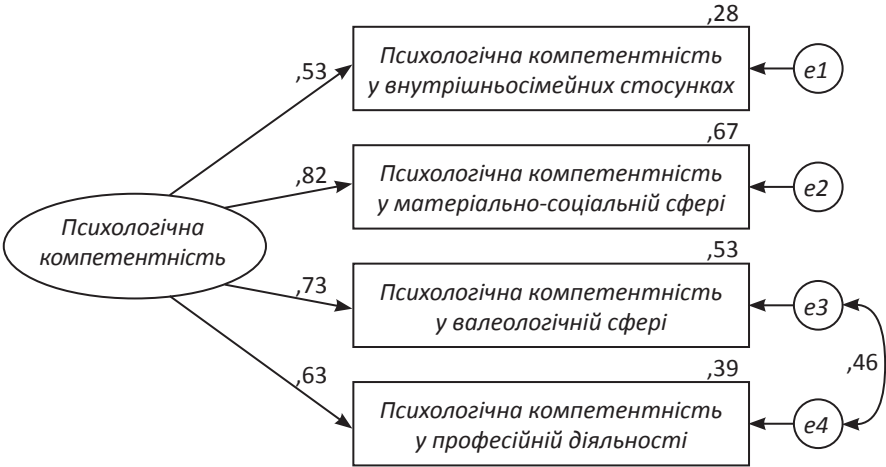 ,28
,53
Психологічна компетентність
у внутрішньосімейних стосунках
e1
,67
,82
Психологічна компетентність
у матеріально-соціальній сфері
e2
Психологічна
компетентність
,53
,73
Психологічна компетентність
у валеологічній сфері
e3
,46
,39
,63
Психологічна компетентність
у професійній діяльності
e4